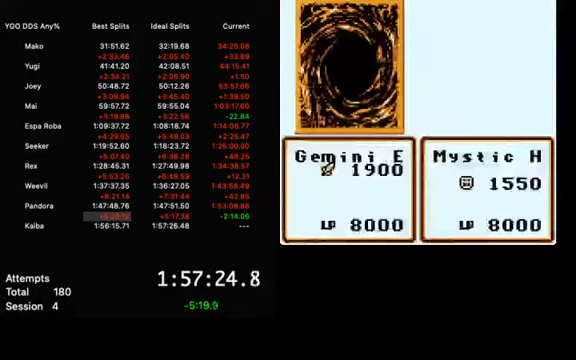 YGO DDS Any% Best Splits Ideal Splits Current
Mako 31:51.62 32:19.68 34:25.08
+2:33.46 +2:05.40 +33.89
Yugi 41:41.20 42:08.51 44:15.41
+2:34.21 +2:06.90 +1.50
Joey 50:48.72 50:12.26 53:57.66
+3:08.94 +3:45.40 +1:38.50
Mai 59:57.72 59:55.04 1:03:17.60
+3:19.88 +3:22.56 -22.84
Espa Roba 1:09:37.72 1:08:18.74 1:14:06.77
+4:29.05 +5:48.03 +2:25.47
Seeker 1:19:52.60 1:18:23.72 1:25:00.00
+5:07.40 +6:36.28 +48.25
Rex 1:28:45.31 1:27:49.98 1:34:38.57
+5:53.26 +6:48.59 +12.31
Weevil 1:37:37.35 1:36:27.05 1:43:58.49
+6:21.14 +7:31.44 +42.85
Pandora 1:47:48.76 1:47:51.50 1:53:08.88
+5:17.38 -2:14.06
Kaiba 1:56:15.71 1:57:26.48 ---
Attempts
Total 180
Session 4
1:57:24.8
-5:19.9
Gemini E
1900
LP 8000
Mystic H
1550
LP 8000